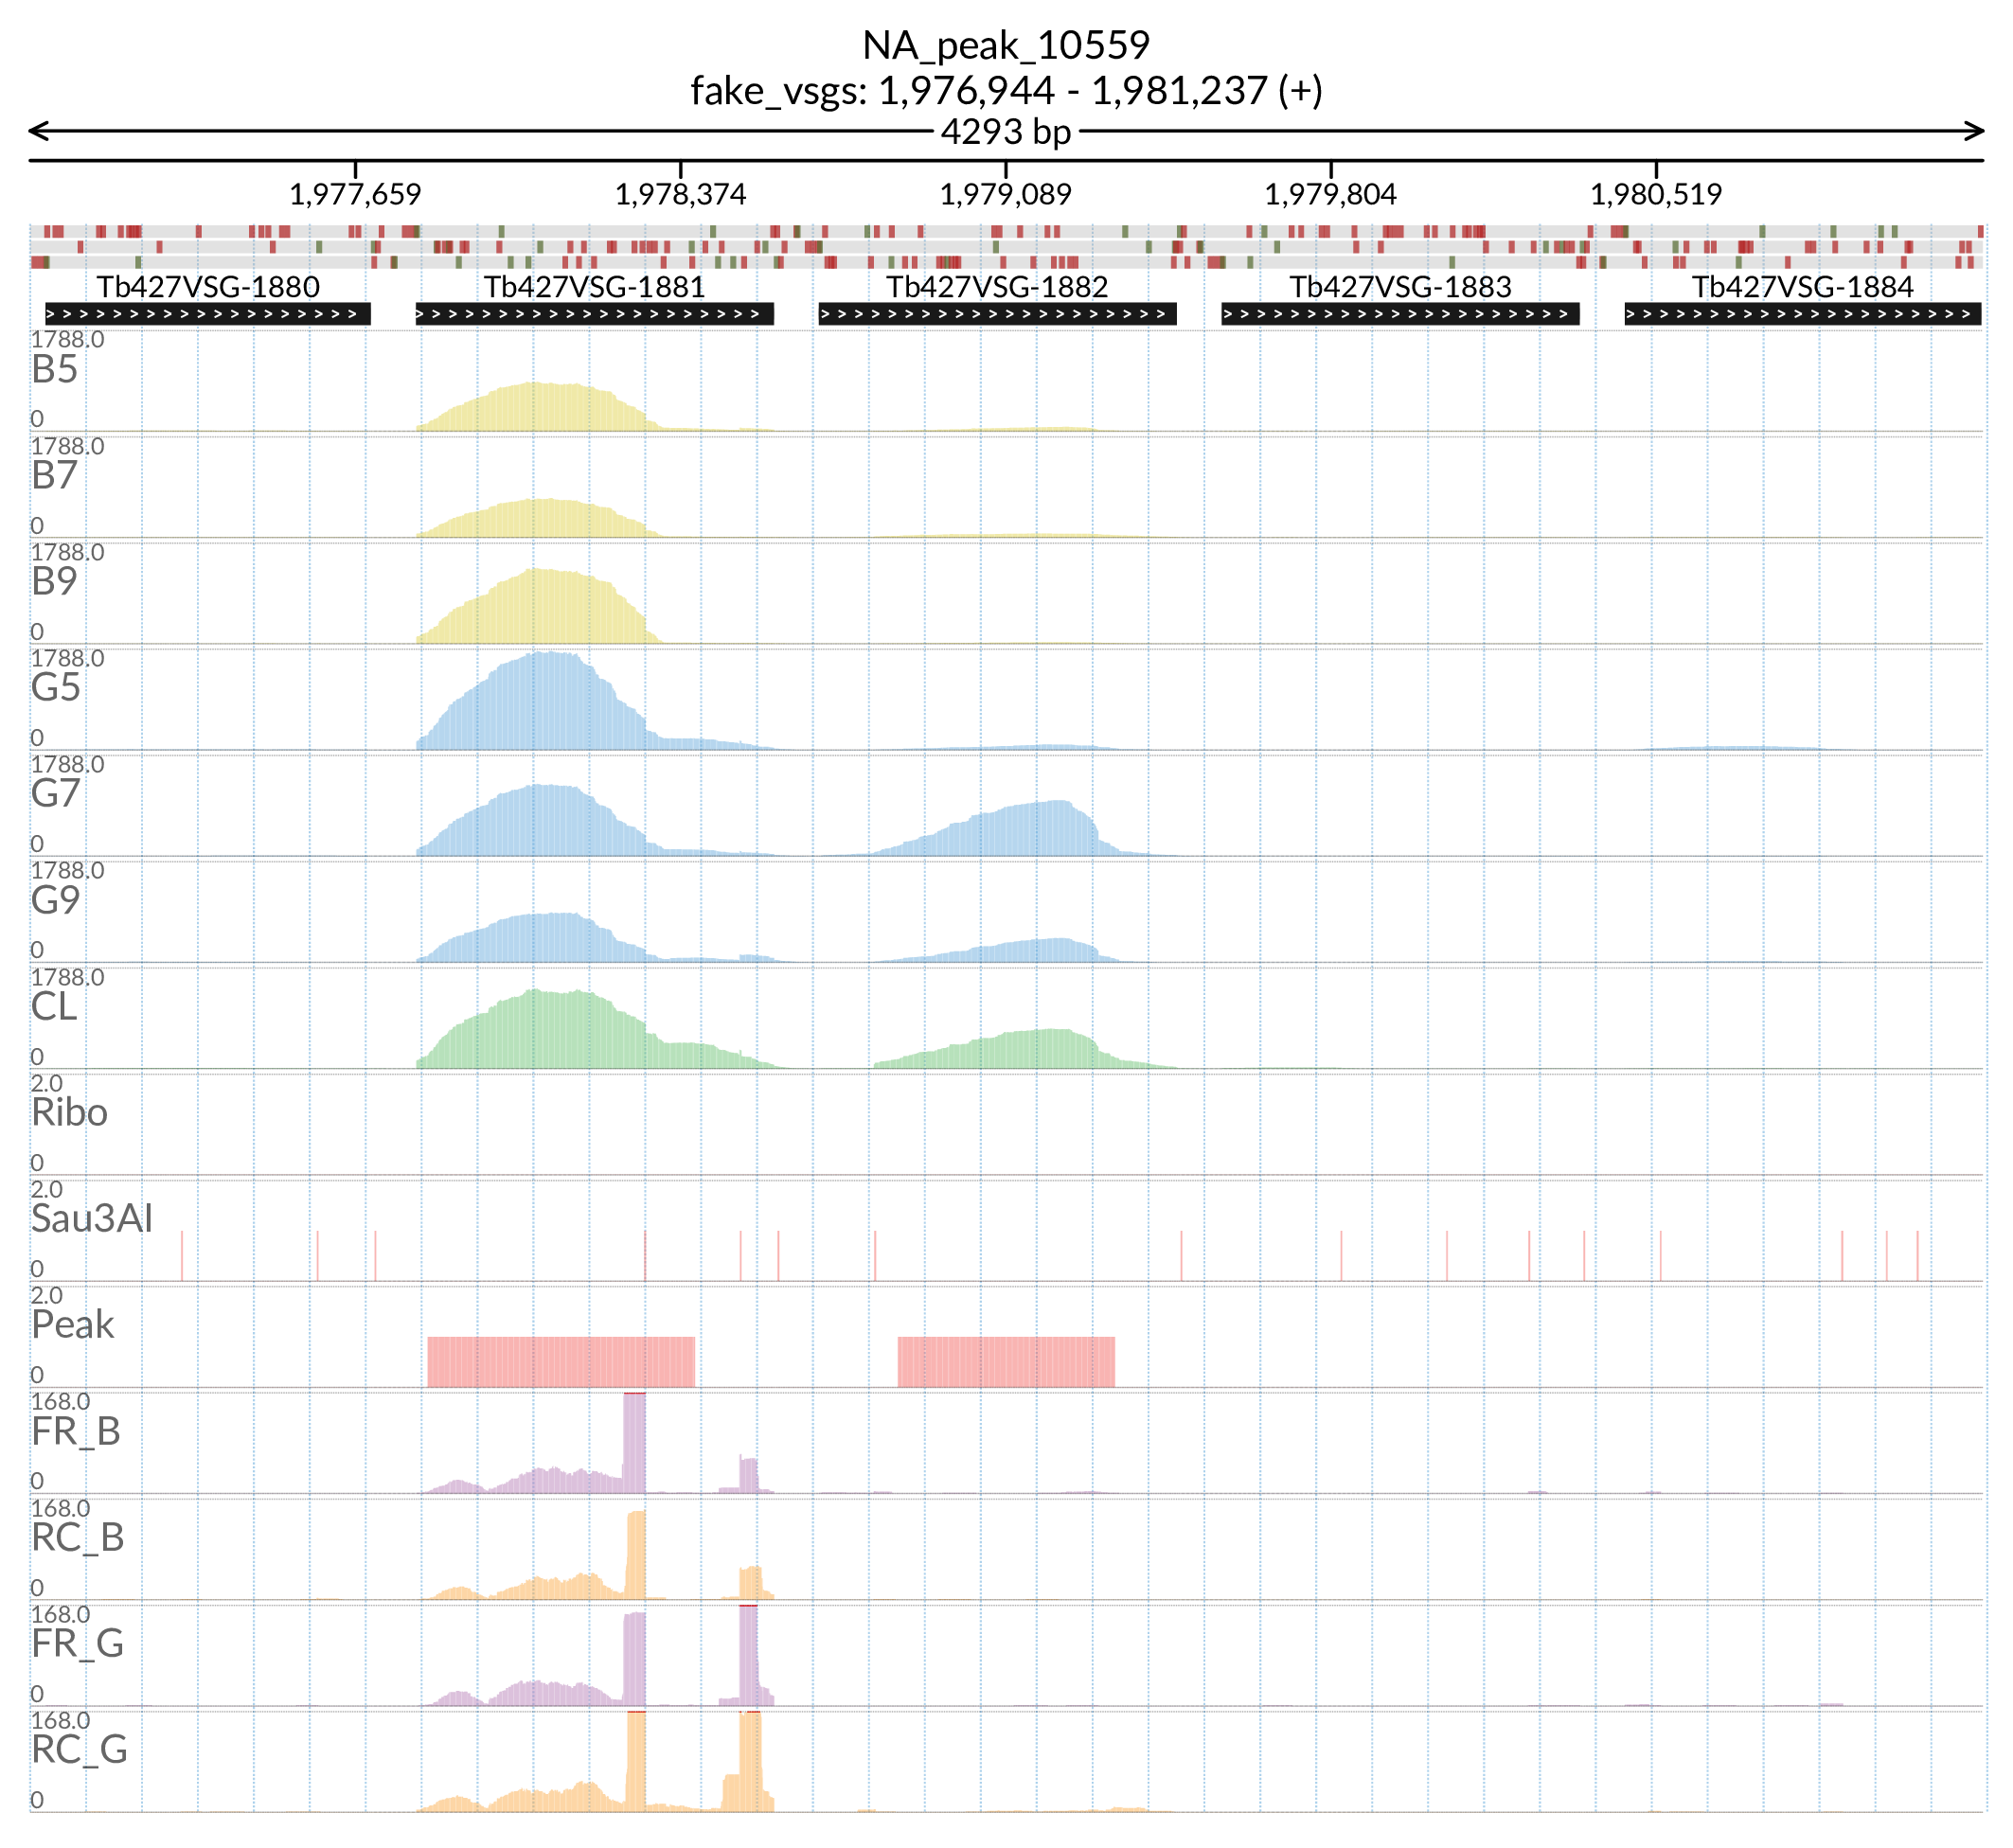 NA_peak_10559
fake_vsgs: 1,976,944 - 1,981,237 (+)
4293 bp
1,977,659 1,978,374 1,979,089 1,979,804 1,980,519
Tb427VSG-1880 Tb427VSG-1881 Tb427VSG-1882 Tb427VSG-1883 Tb427VSG-1884
1788.0
B5
0
1788.0
B7
0
1788.0
B9
0
1788.0
G5
0
1788.0
G7
0
1788.0
G9
0
1788.0
CL
0
2.0
Ribo
0
2.0
Sau3AI
0
2.0
Peak
0
168.0
FR_B
0
168.0
RC_B
0
168.0
FR_G
0
168.0
RC_G
0